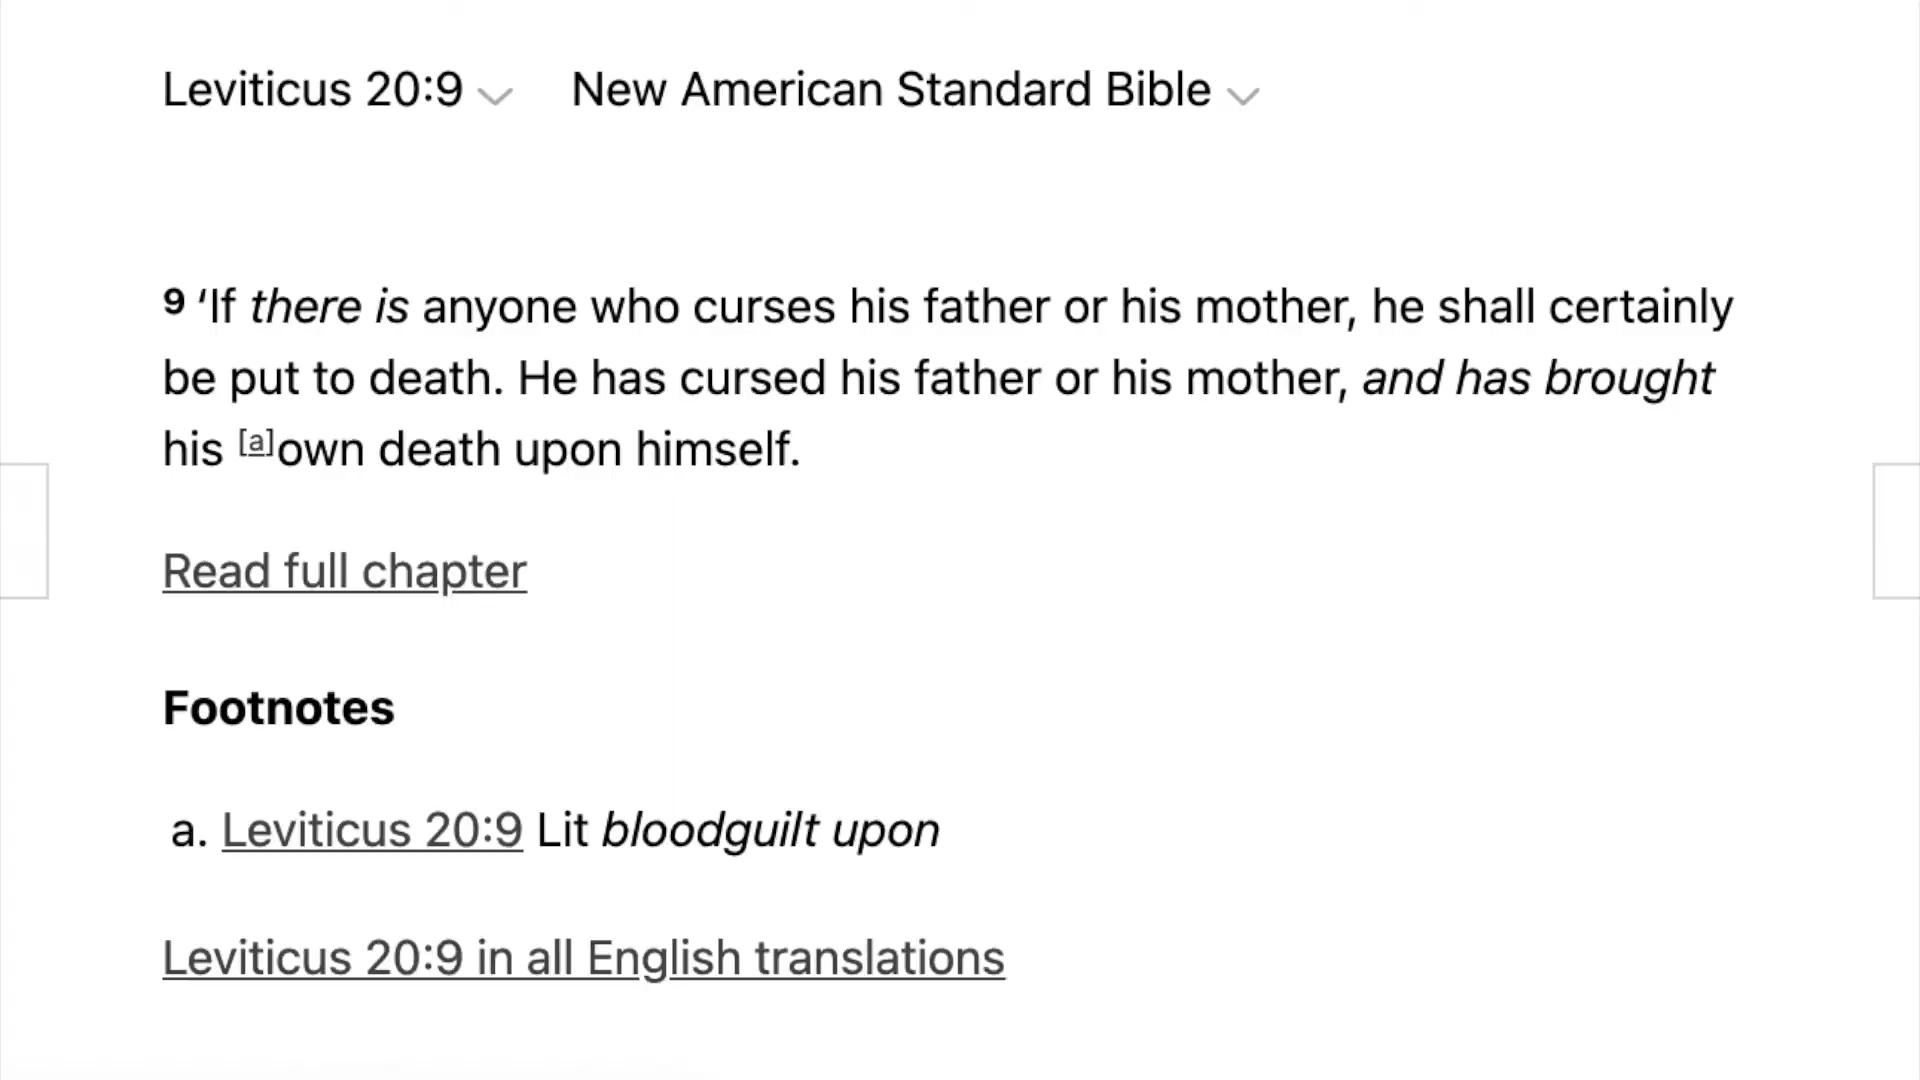 Leviticus 20:9 New American Standard Bible
9 ‘If there is anyone who curses his father or his mother, he shall certainly
be put to death. He has cursed his father or his mother, and has brought
his [a]own death upon himself.
Read full chapter
Footnotes
a. Leviticus 20:9 Lit bloodguilt upon
Leviticus 20:9 in all English translations